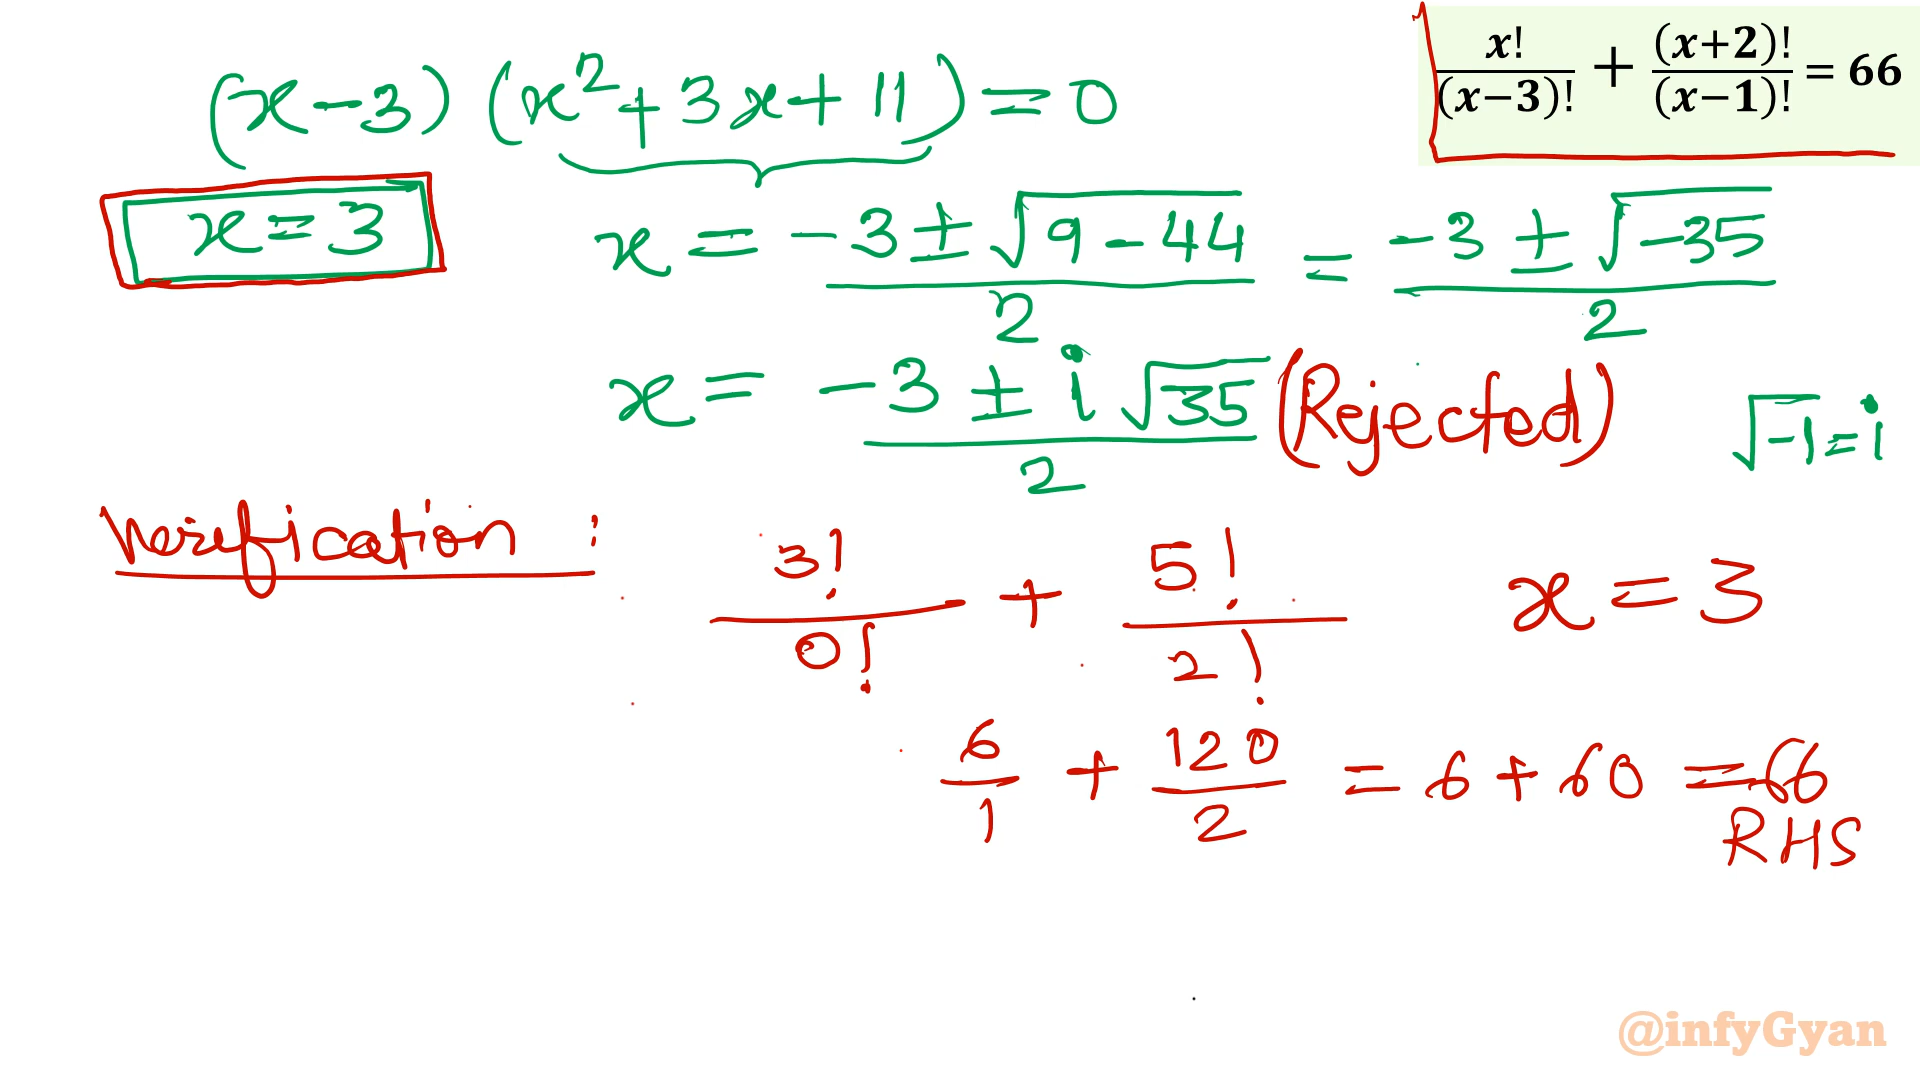 x!/(x−3)! + (x+2)!/(x−1)! = 66
(x-3) (x²+3x+11) = 0
x = 3
x = (-3 ± √(9-44))/2 = (-3 ± √-35)/2
x = (-3 ± i √35)/2 (Rejected) √-1 = i
Verification :
3!/0! + 5!/2! x = 3
6/1 + 120/2 = 6 + 60 = 66
RHS
@infyGyan